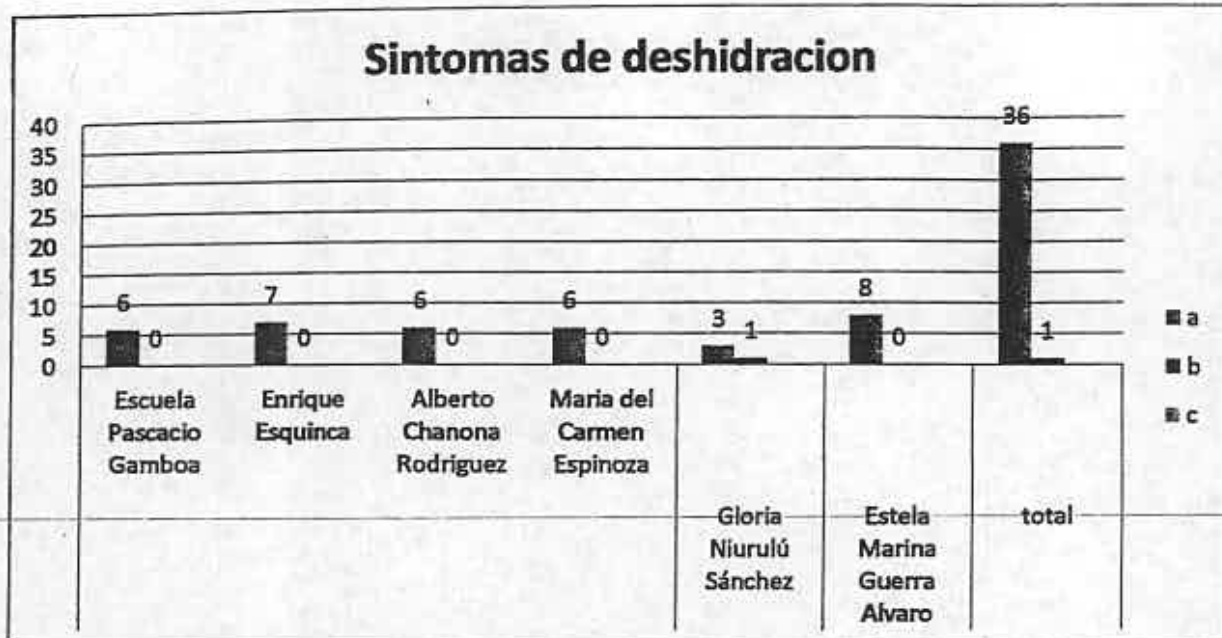 Sintomas de deshidracion
40
35
30
25
20
15
10
5
0
6
0
7
0
6
0
6
0
3
1
8
0
36
1
Escuela
Pascacio
Gamboa
Enrique
Esquinca
Alberto
Chanona
Rodriguez
Maria del
Carmen
Espinoza
Gloria
Niurulú
Sánchez
Estela
Marina
Guerra
Alvaro
total
a
b
c